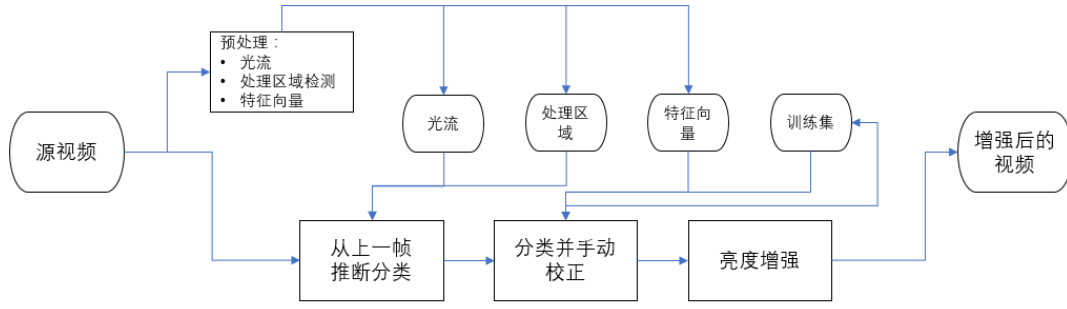 预处理：
• 光流
• 处理区域检测
• 特征向量
源视频
光流
处理区
域
特征向
量
训练集
增强后的
视频
从上一帧
推断分类
分类并手动
校正
亮度增强